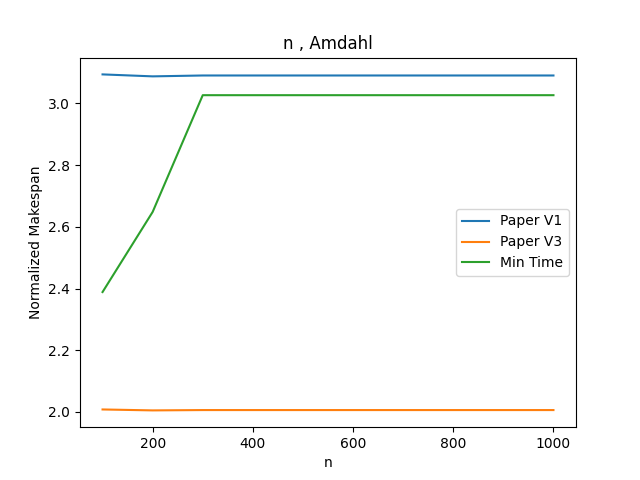 n , Amdahl
Normalized Makespan
3.0
2.8
2.6
2.4
2.2
2.0
Paper V1
Paper V3
Min Time
200
400
600
800
1000
n